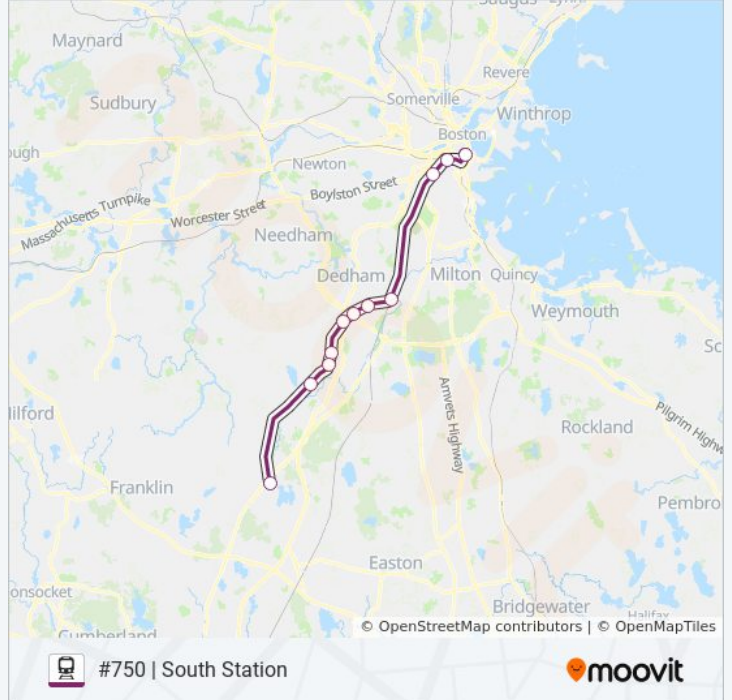 Saugus
Lynn
Maynard
Revere
Sudbury
Somerville
Winthrop
Boston
ough
Newton
Boylston Street
Massachusetts Turnpike
Worcester Street
Needham
Dedham
Milton
Quincy
Weymouth
Sc
Amvets Highway
ilford
Pilgrim Highw
Rockland
Franklin
Pembro
Easton
onsocket
Bridgewater
Halifax
Cumberland
© OpenStreetMap contributors | © OpenMapTiles
#750 | South Station
moovit